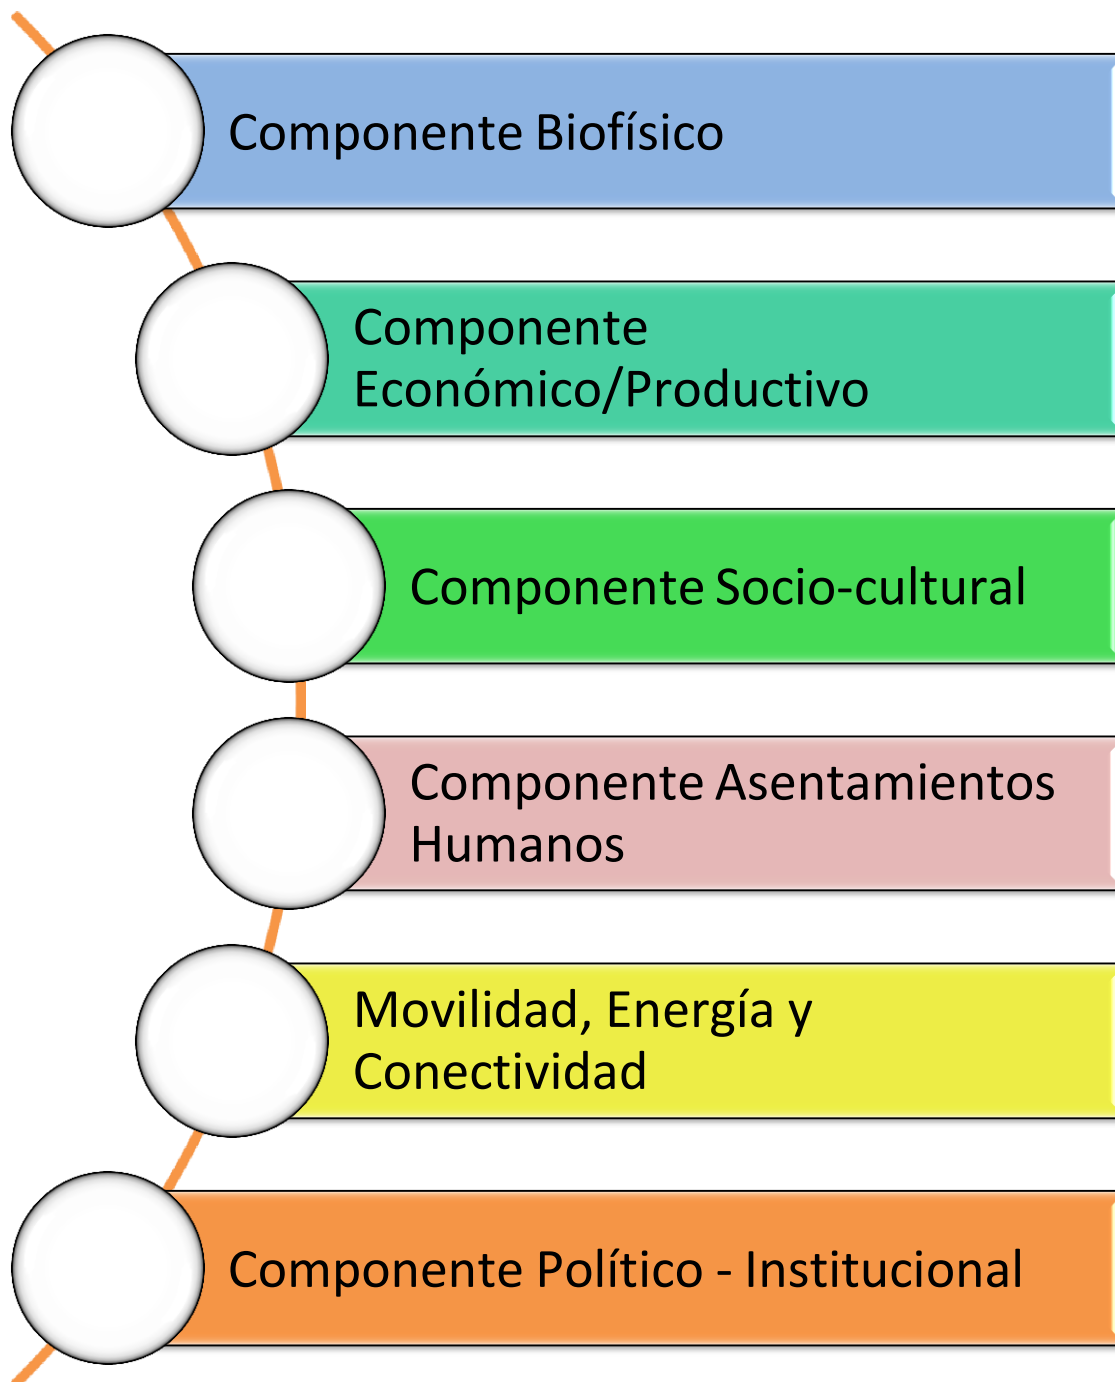 Componente Biofísico
Componente
Económico/Productivo
Componente Socio-cultural
Componente Asentamientos
Humanos
Movilidad, Energía y
Conectividad
Componente Político - Institucional